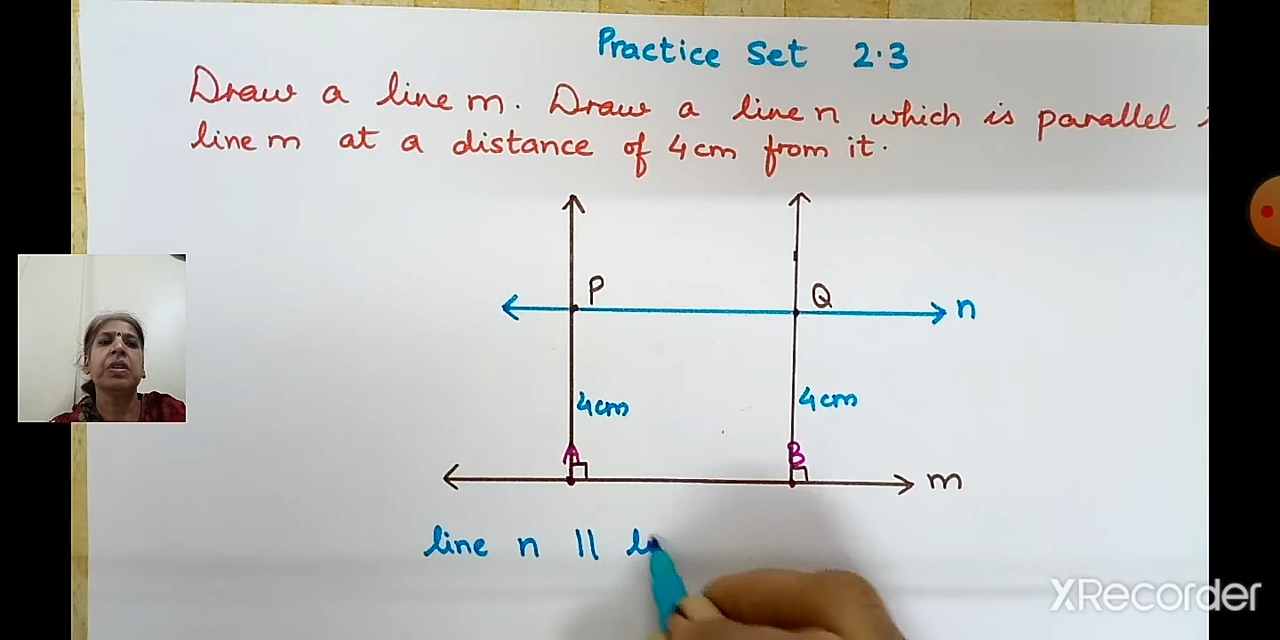 Practice Set 2.3
Draw a line m. Draw a line n which is parallel
line m at a distance of 4cm from it.
P
Q
n
4cm
4cm
A
B
m
line n ||
XRecorder